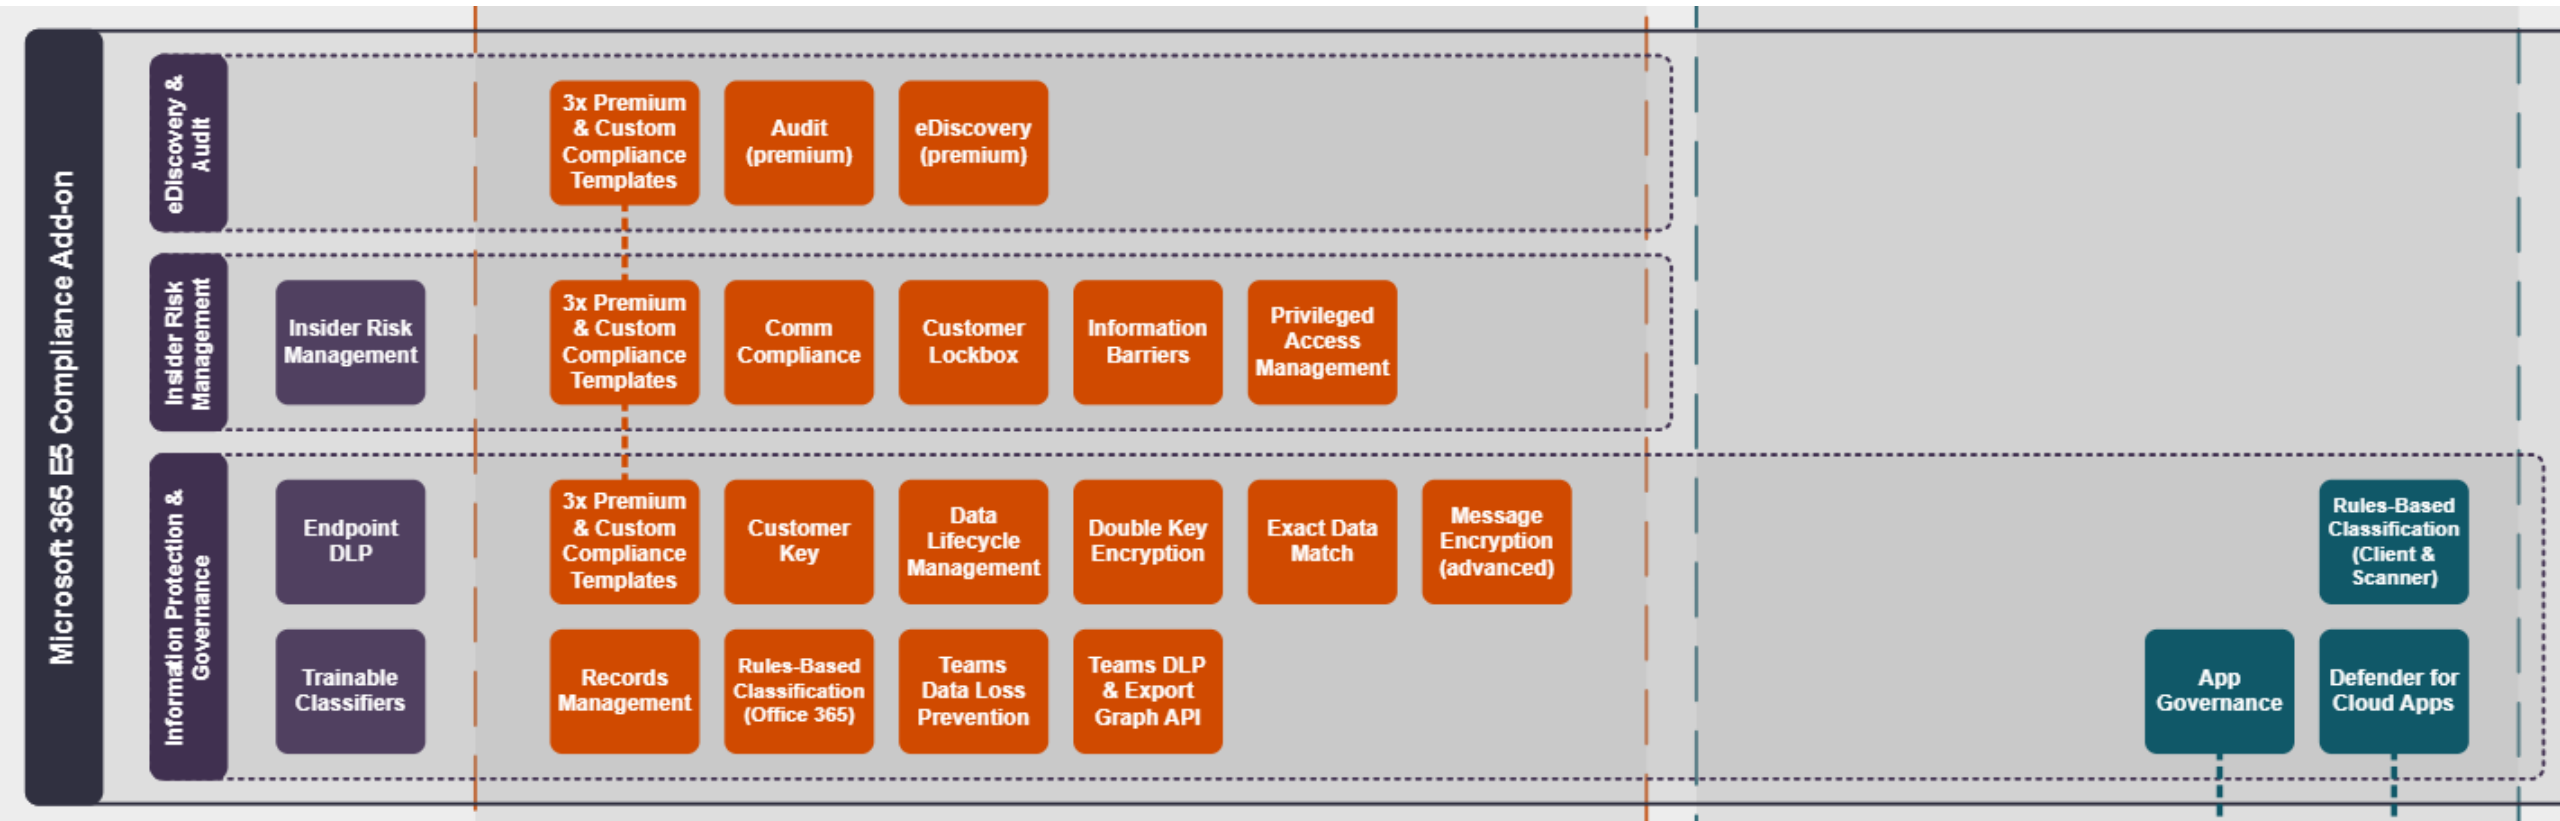 Microsoft 365 E5 Compliance Add-on
eDiscovery &
Audit
3x Premium
& Custom
Compliance
Templates
Audit
(premium)
eDiscovery
(premium)
Insider Risk
Management
Insider Risk
Management
3x Premium
& Custom
Compliance
Templates
Comm
Compliance
Customer
Lockbox
Information
Barriers
Privileged
Access
Management
Information Protection &
Governance
Endpoint
DLP
3x Premium
& Custom
Compliance
Templates
Customer
Key
Data
Lifecycle
Management
Double Key
Encryption
Exact Data
Match
Message
Encryption
(advanced)
Rules-Based
Classification
(Client &
Scanner)
Trainable
Classifiers
Records
Management
Rules-Based
Classification
(Office 365)
Teams
Data Loss
Prevention
Teams DLP
& Export
Graph API
App
Governance
Defender for
Cloud Apps